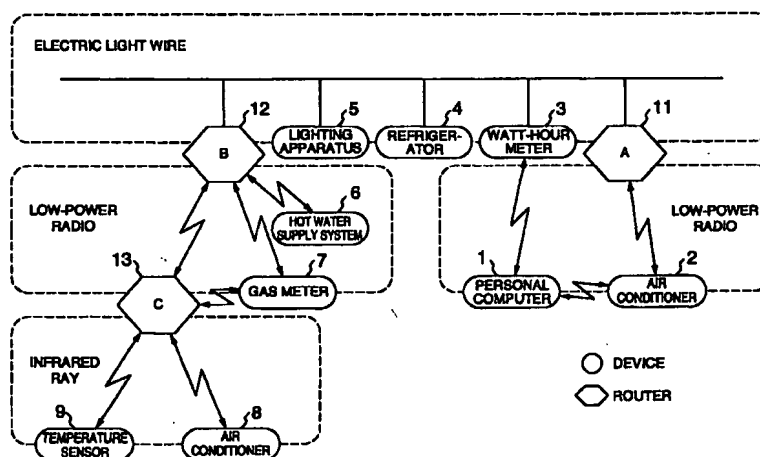 ELECTRIC LIGHT WIRE
12
5
4
3
11
B
LIGHTING
APPARATUS
REFRIGER-
ATOR
WATT-HOUR
METER
A
LOW-POWER
RADIO
6
HOT WATER
SUPPLY SYSTEM
LOW-POWER
RADIO
13
7
1
2
C
GAS METER
PERSONAL
COMPUTER
AIR
CONDITIONER
INFRARED
RAY
DEVICE
ROUTER
9
8
TEMPERATURE
SENSOR
AIR
CONDITIONER